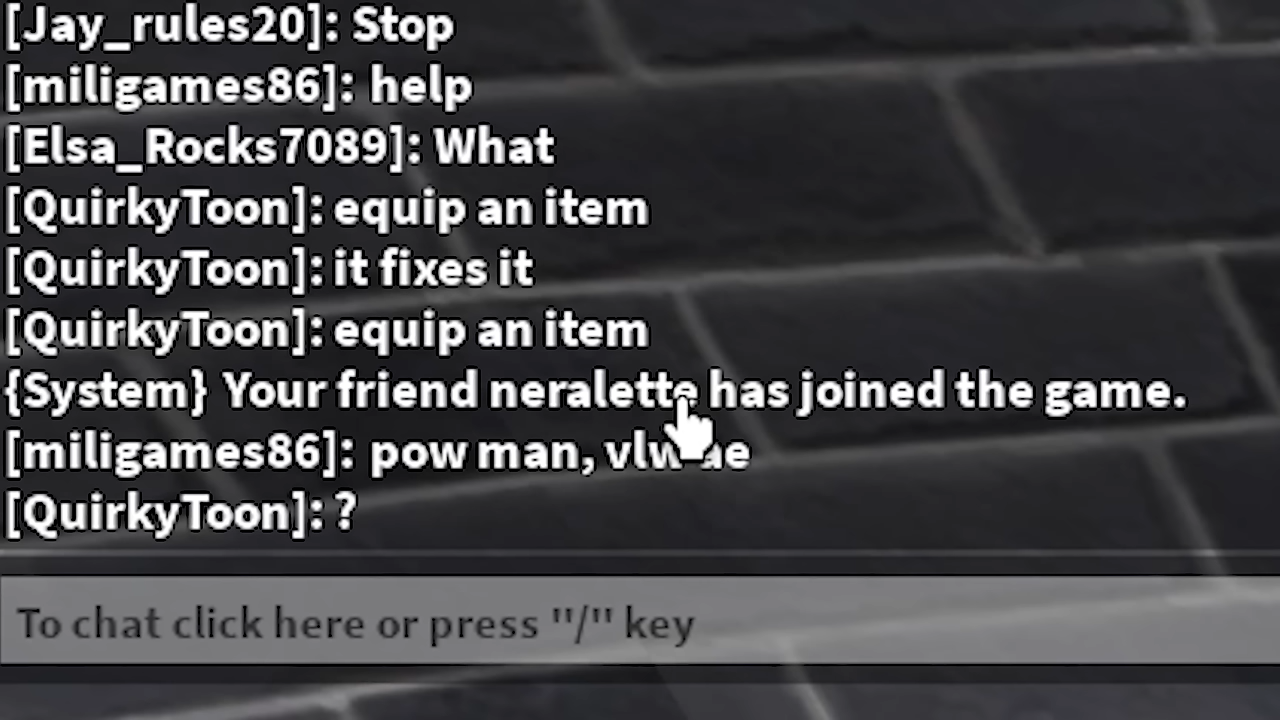 [Jay_rules20]: Stop
[miligames86]: help
[Elsa_Rocks7089]: What
[QuirkyToon]: equip an item
[QuirkyToon]: it fixes it
[QuirkyToon]: equip an item
{System} Your friend neralette has joined the game.
[miligames86]: pow man,
[QuirkyToon]: ?
To chat click here or press "/" key